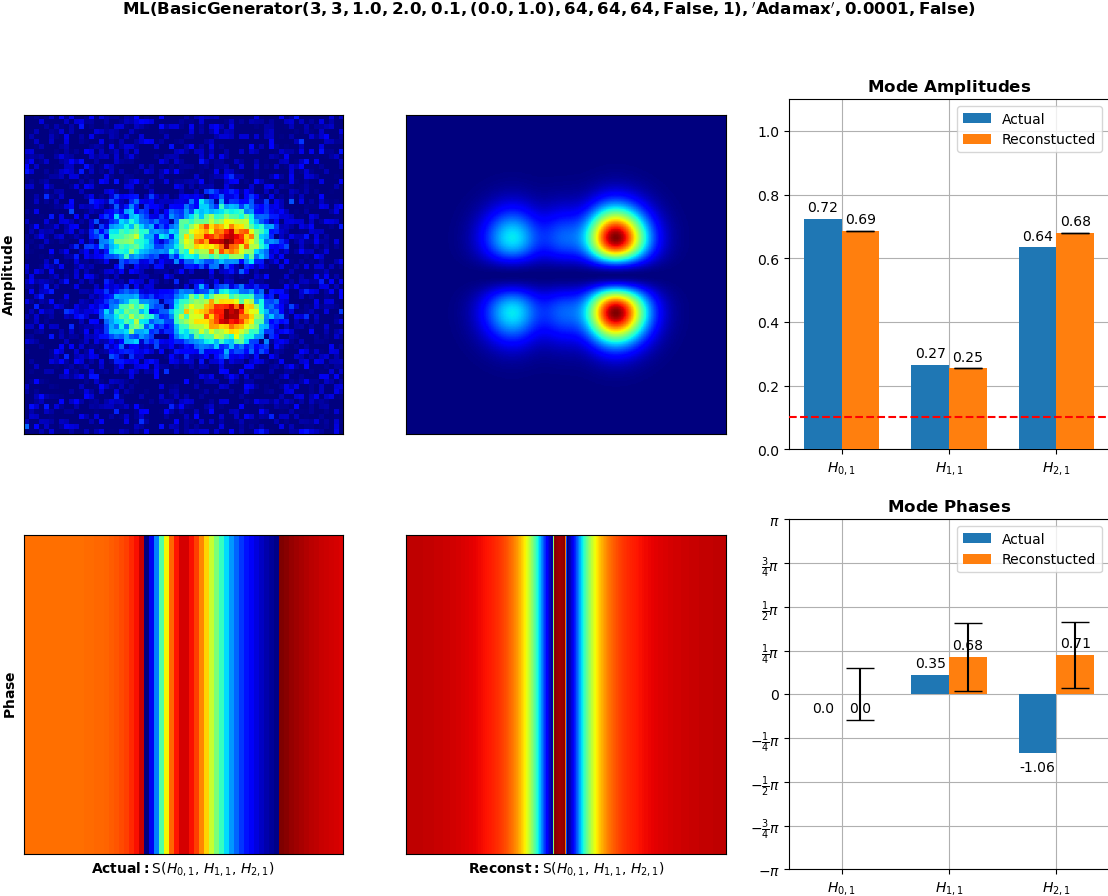 ML(BasicGenerator(3, 3, 1.0, 2.0, 0.1, (0.0, 1.0), 64, 64, 64, False, 1), 'Adamax', 0.0001, False)
Amplitude
Mode Amplitudes
Actual
Reconstucted
1.0
0.8
0.6
0.4
0.2
0.0
0.72
0.69
0.27
0.25
0.64
0.68
H0,1
H1,1
H2,1
Phase
Actual: S(H0,1, H1,1, H2,1)
Reconst: S(H0,1, H1,1, H2,1)
Mode Phases
Actual
Reconstucted
π
3/4π
1/2π
1/4π
0
−1/4π
−1/2π
−3/4π
−π
0.0
0.0
0.35
0.68
-1.06
0.71
H0,1
H1,1
H2,1